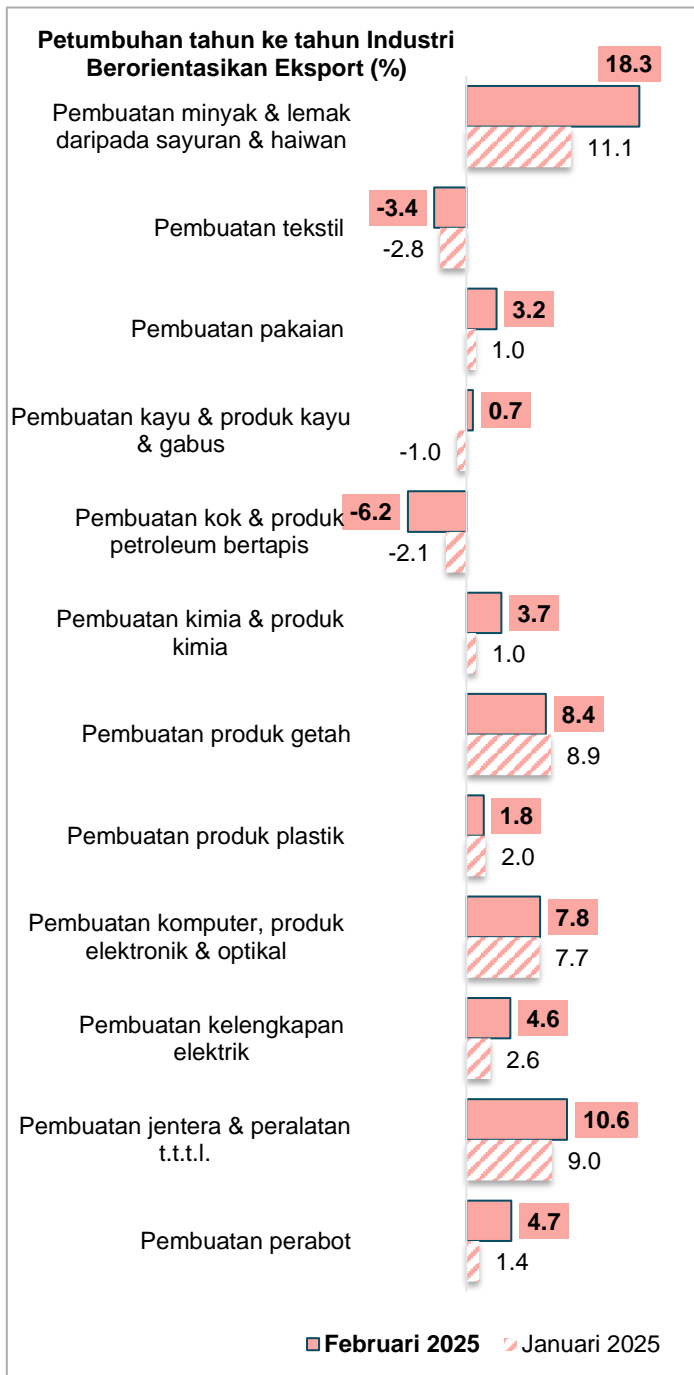 Petumbuhan tahun ke tahun Industri
Berorientasikan Eksport (%)
18.3
Pembuatan minyak & lemak
daripada sayuran & haiwan
11.1
-3.4
Pembuatan tekstil
-2.8
3.2
Pembuatan pakaian
1.0
0.7
Pembuatan kayu & produk kayu
& gabus
-1.0
-6.2
Pembuatan kok & produk
petroleum bertapis
-2.1
3.7
Pembuatan kimia & produk
kimia
1.0
8.4
Pembuatan produk getah
8.9
1.8
Pembuatan produk plastik
2.0
7.8
Pembuatan komputer, produk
elektronik & optikal
7.7
4.6
Pembuatan kelengkapan
elektrik
2.6
10.6
Pembuatan jentera & peralatan
t.t.t.l.
9.0
4.7
Pembuatan perabot
1.4
Februari 2025 Januari 2025